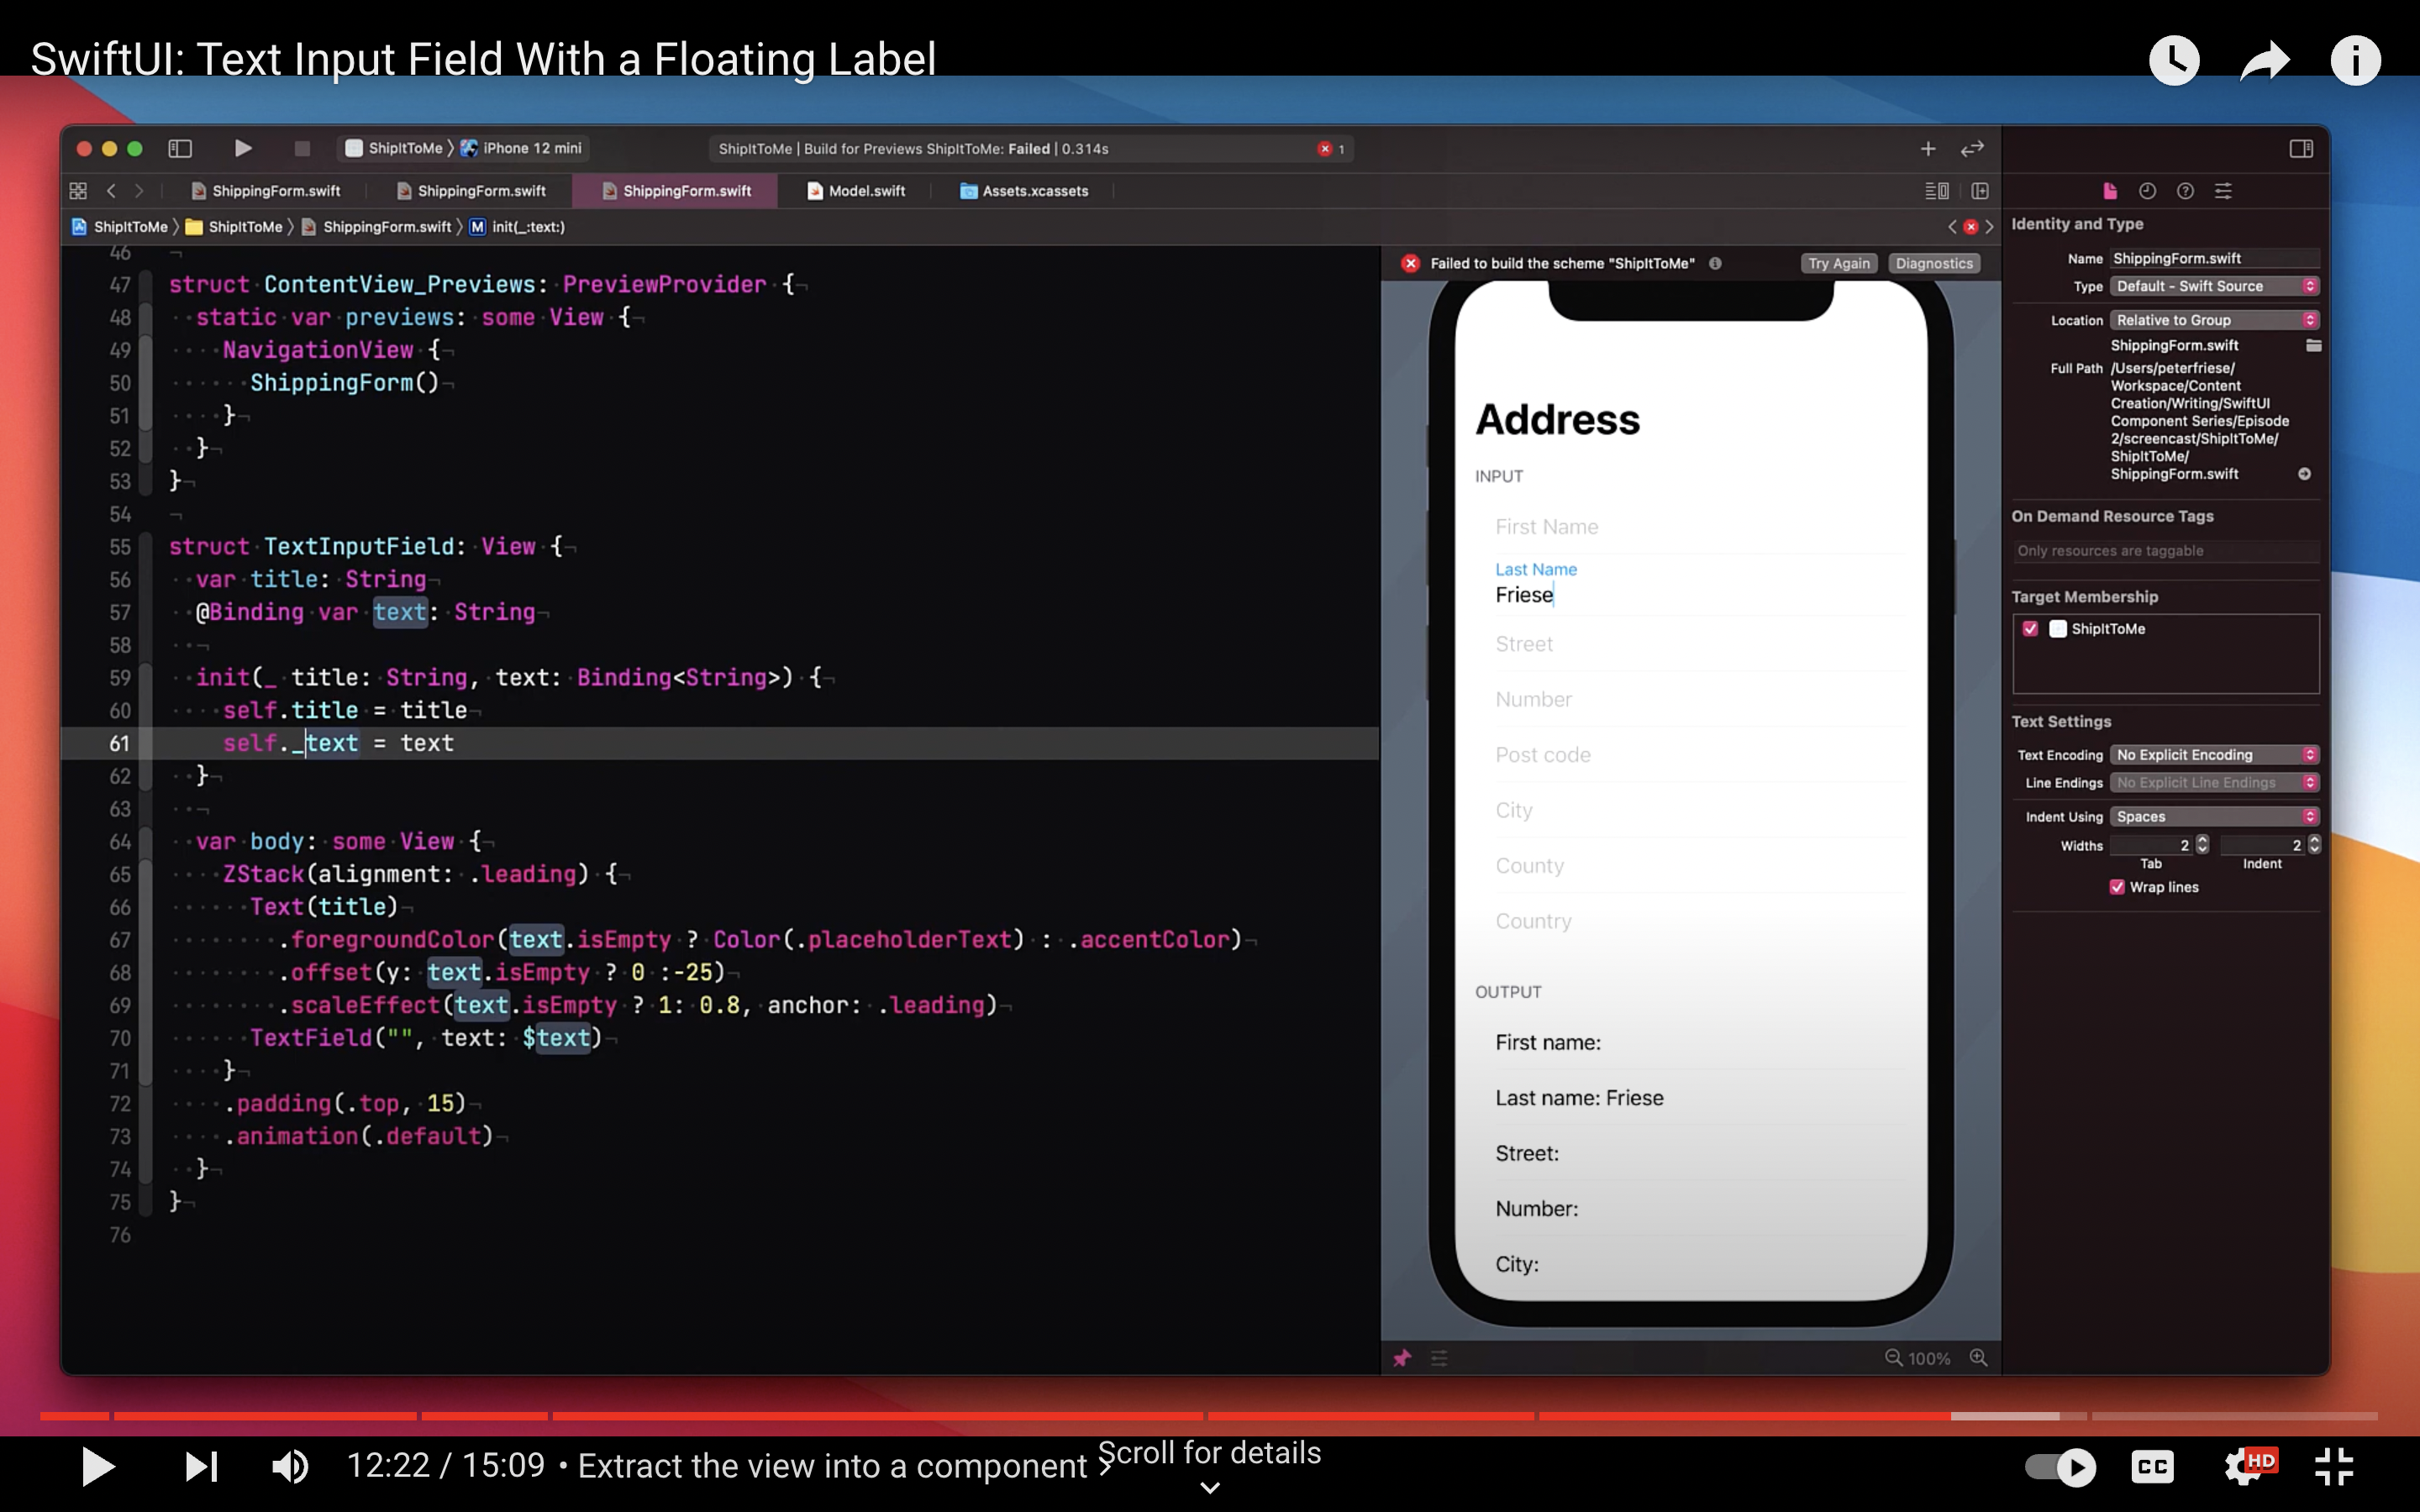 SwiftUI: Text Input Field With a Floating Label
ShipItToMe 〉 iPhone 12 mini
ShipItToMe | Build for Previews ShipItToMe: Failed | 0.314s
1
ShippingForm.swift
ShippingForm.swift
ShippingForm.swift
Model.swift
Assets.xcassets
ShipItToMe 〉 ShipItToMe 〉 ShippingForm.swift 〉 M init(_:text:)
46
47 struct ContentView_Previews: PreviewProvider {
48 static var previews: some View {
49 NavigationView {
50 ShippingForm()
51 }
52 }
53 }
54
55 struct TextInputField: View {
56 var title: String
57 @Binding var text: String
58
59 init(_ title: String, text: Binding<String>) {
60 self.title = title
61 self._text = text
62 }
63
64 var body: some View {
65 ZStack(alignment: .leading) {
66 Text(title)
67 .foregroundColor(text.isEmpty ? Color(.placeholderText) : .accentColor)
68 .offset(y: text.isEmpty ? 0 :-25)
69 .scaleEffect(text.isEmpty ? 1: 0.8, anchor: .leading)
70 TextField("", text: $text)
71 }
72 .padding(.top, 15)
73 .animation(.default)
74 }
75 }
76
Failed to build the scheme "ShipItToMe"
Try Again
Diagnostics
Address
INPUT
First Name
Last Name
Friese
Street
Number
Post code
City
County
Country
OUTPUT
First name:
Last name: Friese
Street:
Number:
City:
100%
Identity and Type
Name ShippingForm.swift
Type Default - Swift Source
Location Relative to Group
ShippingForm.swift
Full Path /Users/peterfriese/
Workspace/Content
Creation/Writing/SwiftUI
Component Series/Episode
2/screencast/ShipItToMe/
ShipItToMe/
ShippingForm.swift
On Demand Resource Tags
Only resources are taggable
Target Membership
ShipItToMe
Text Settings
Text Encoding No Explicit Encoding
Line Endings No Explicit Line Endings
Indent Using Spaces
Widths 2 2
Tab Indent
Wrap lines
12:22 / 15:09 • Extract the view into a component
Scroll for details
CC
HD